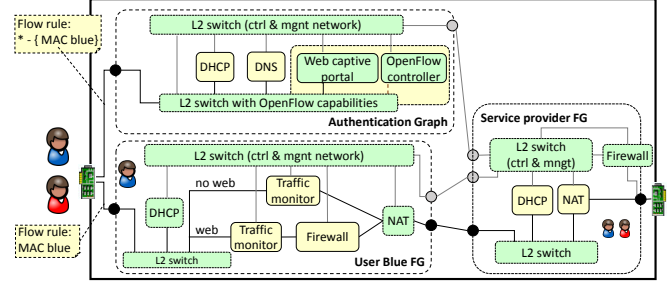 Flow rule:
* - { MAC blue}
L2 switch (ctrl & mgnt network)
DHCP
DNS
Web captive
portal
OpenFlow
controller
L2 switch with OpenFlow capabilities
Authentication Graph
L2 switch (ctrl & mgnt network)
no web
Traffic
monitor
DHCP
web
Traffic
monitor
Firewall
NAT
L2 switch
User Blue FG
Flow rule:
MAC blue
Service provider FG
L2 switch
(ctrl & mngt)
Firewall
DHCP
NAT
L2 switch